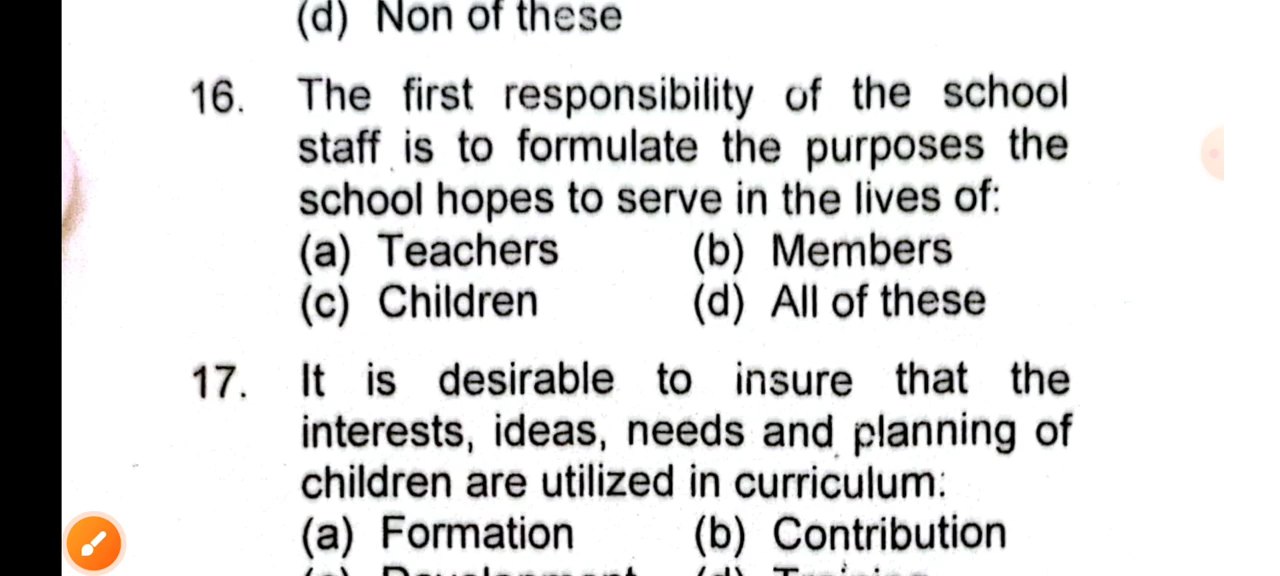 (d) Non of these
16. The first responsibility of the school
staff is to formulate the purposes the
school hopes to serve in the lives of:
(a) Teachers (b) Members
(c) Children (d) All of these
17. It is desirable to insure that the
interests, ideas, needs and planning of
children are utilized in curriculum:
(a) Formation (b) Contribution